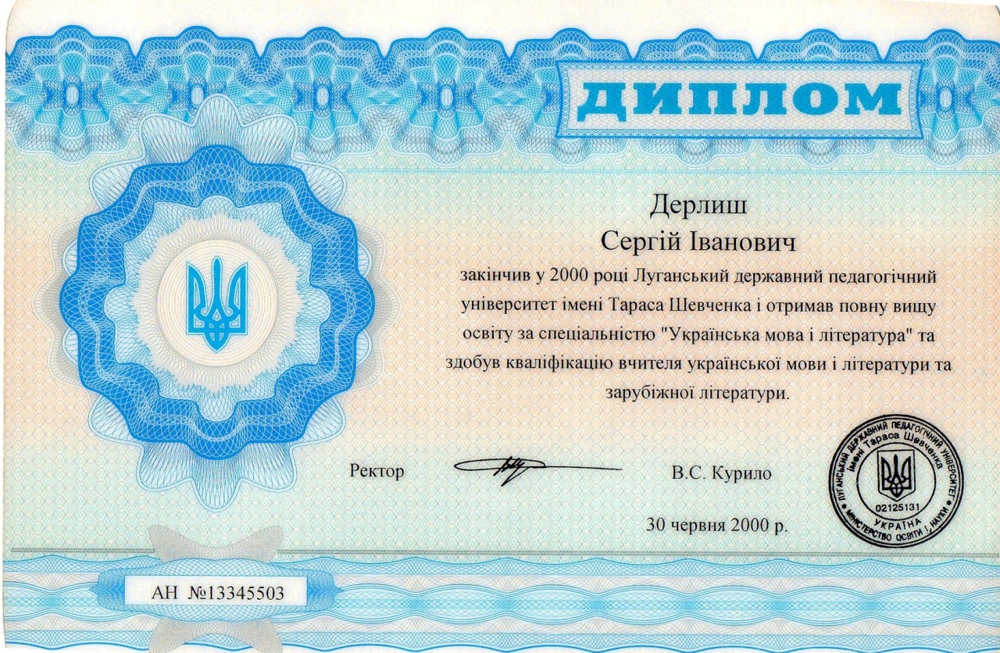 ДИПЛОМ
Дерлиш
Сергій Іванович
закінчив у 2000 році Луганський державний педагогічний
університет імені Тараса Шевченка і отримав повну вищу
освіту за спеціальністю "Українська мова і література" та
здобув кваліфікацію вчителя української мови і літератури та
зарубіжної літератури.
Ректор
В.С. Курило
30 червня 2000 р.
ЛУГАНСЬКИЙ ДЕРЖАВНИЙ ПЕДАГОГІЧНИЙ УНІВЕРСИТЕТ
імені Тараса Шевченка
02125131
УКРАЇНА
* МІНІСТЕРСТВО ОСВІТИ І НАУКИ *
АН №13345503